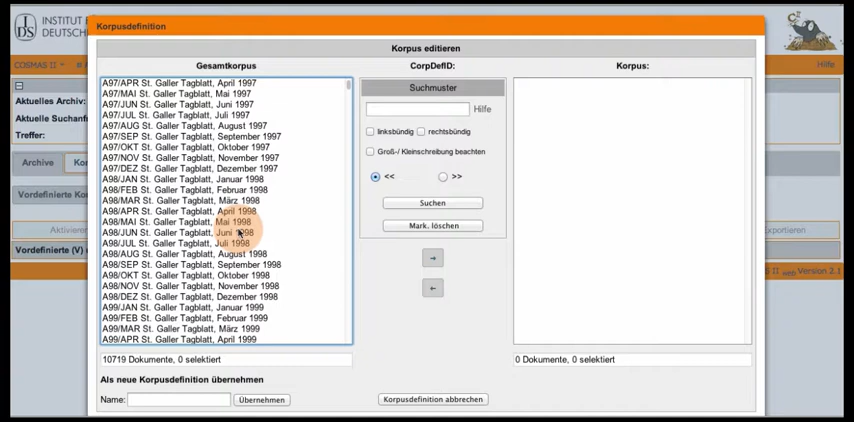 INSTITUT F
DEUTSCHE
COSMAS II
Hilfe
Aktuelles Archiv:
Aktuelle Suchanf
Treffer:
Archive
Kor
Vordefinierte Ko
Aktivieren
Exportieren
Vordefinierte (V) u
S II web Version 2.1
Korpusdefinition
Korpus editieren
Gesamtkorpus
A97/APR St. Galler Tagblatt, April 1997
A97/MAI St. Galler Tagblatt, Mai 1997
A97/JUN St. Galler Tagblatt, Juni 1997
A97/JUL St. Galler Tagblatt, Juli 1997
A97/AUG St. Galler Tagblatt, August 1997
A97/SEP St. Galler Tagblatt, September 1997
A97/OKT St. Galler Tagblatt, Oktober 1997
A97/NOV St. Galler Tagblatt, November 1997
A97/DEZ St. Galler Tagblatt, Dezember 1997
A98/JAN St. Galler Tagblatt, Januar 1998
A98/FEB St. Galler Tagblatt, Februar 1998
A98/MAR St. Galler Tagblatt, März 1998
A98/APR St. Galler Tagblatt, April 1998
A98/MAI St. Galler Tagblatt, Mai 1998
A98/JUN St. Galler Tagblatt, Juni 1998
A98/JUL St. Galler Tagblatt, Juli 1998
A98/AUG St. Galler Tagblatt, August 1998
A98/SEP St. Galler Tagblatt, September 1998
A98/OKT St. Galler Tagblatt, Oktober 1998
A98/NOV St. Galler Tagblatt, November 1998
A98/DEZ St. Galler Tagblatt, Dezember 1998
A99/JAN St. Galler Tagblatt, Januar 1999
A99/FEB St. Galler Tagblatt, Februar 1999
A99/MAR St. Galler Tagblatt, März 1999
A99/APR St. Galler Tagblatt, April 1999
10719 Dokumente, 0 selektiert
CorpDefID:
Suchmuster
Hilfe
linksbündig rechtsbündig
Groß-/ Kleinschreibung beachten
<< >>
Suchen
Mark. löschen
→
←
Korpus:
0 Dokumente, 0 selektiert
Als neue Korpusdefinition übernehmen
Name: Übernehmen
Korpusdefinition abbrechen